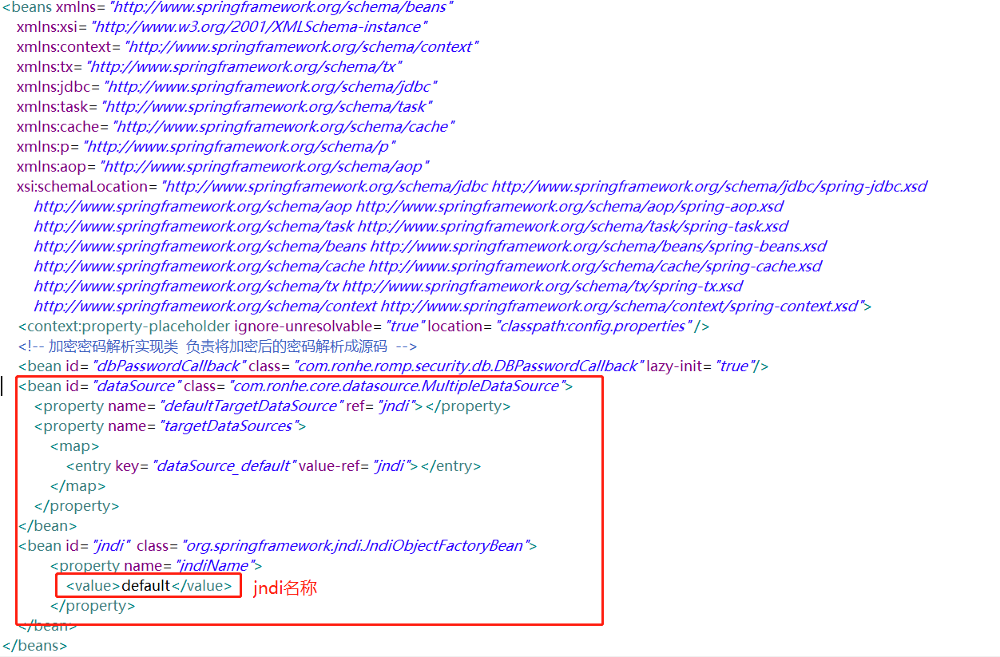 <beans xmlns="http://www.springframework.org/schema/beans"
xmlns:xsi="http://www.w3.org/2001/XMLSchema-instance"
xmlns:context="http://www.springframework.org/schema/context"
xmlns:tx="http://www.springframework.org/schema/tx"
xmlns:jdbc="http://www.springframework.org/schema/jdbc"
xmlns:task="http://www.springframework.org/schema/task"
xmlns:cache="http://www.springframework.org/schema/cache"
xmlns:p="http://www.springframework.org/schema/p"
xmlns:aop="http://www.springframework.org/schema/aop"
xsi:schemaLocation="http://www.springframework.org/schema/jdbc http://www.springframework.org/schema/jdbc/spring-jdbc.xsd
http://www.springframework.org/schema/aop http://www.springframework.org/schema/aop/spring-aop.xsd
http://www.springframework.org/schema/task http://www.springframework.org/schema/task/spring-task.xsd
http://www.springframework.org/schema/beans http://www.springframework.org/schema/beans/spring-beans.xsd
http://www.springframework.org/schema/cache http://www.springframework.org/schema/cache/spring-cache.xsd
http://www.springframework.org/schema/tx http://www.springframework.org/schema/tx/spring-tx.xsd
http://www.springframework.org/schema/context http://www.springframework.org/schema/context/spring-context.xsd">
<context:property-placeholder ignore-unresolvable="true" location="classpath:config.properties"/>
<!-- 加密密码解析实现类 负责将加密后的密码解析成源码 -->
<bean id="dbPasswordCallback" class="com.ronhe.romp.security.db.DBPasswordCallback" lazy-init="true"/>
<bean id="dataSource" class="com.ronhe.core.datasource.MultipleDataSource">
<property name="defaultTargetDataSource" ref="jndi"></property>
<property name="targetDataSources">
<map>
<entry key="dataSource_default" value-ref="jndi"></entry>
</map>
</property>
</bean>
<bean id="jndi" class="org.springframework.jndi.JndiObjectFactoryBean">
<property name="jndiName">
<value>default</value> jndi名称
</property>
</bean>
</beans>